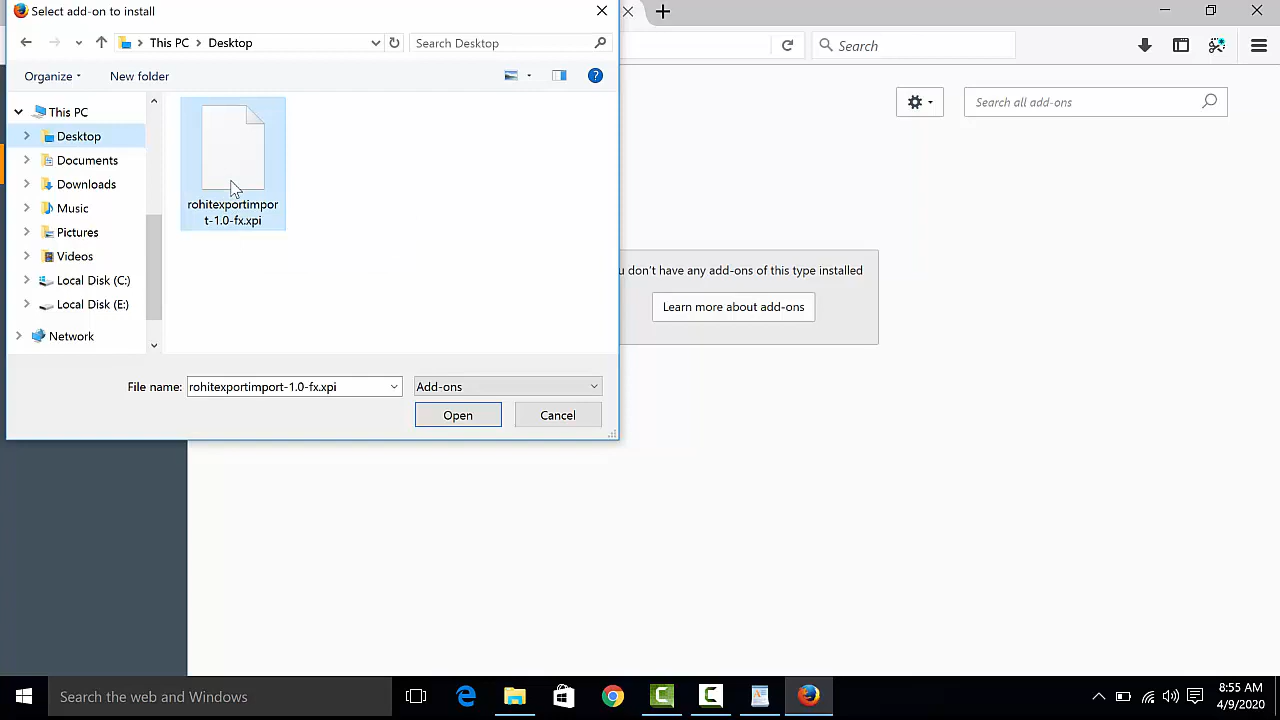 Select add-on to install
This PC
Desktop
Search Desktop
Search
Organize
New folder
Search all add-ons
This PC
Desktop
Documents
Downloads
Music
Pictures
Videos
Local Disk (C:)
Local Disk (E:)
Network
rohitexportimpor
t-1.0-fx.xpi
u don't have any add-ons of this type installed
Learn more about add-ons
File name:
rohitexportimport-1.0-fx.xpi
Add-ons
Open
Cancel
Search the web and Windows
8:55 AM
4/9/2020